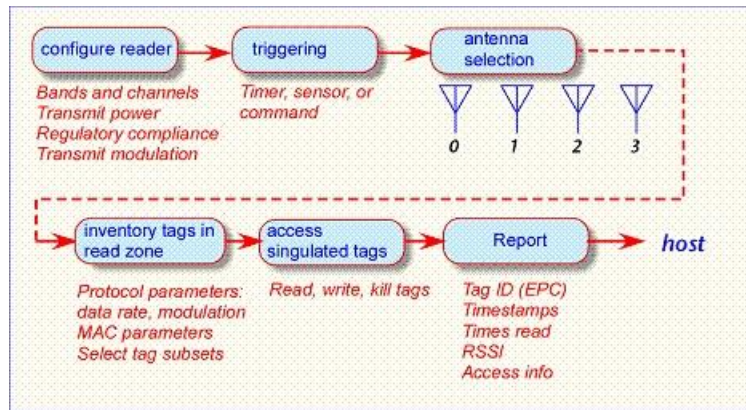 configure reader
triggering
antenna
selection
Bands and channels
Transmit power
Regulatory compliance
Transmit modulation
Timer, sensor, or
command
0 1 2 3
inventory tags in
read zone
access
singulated tags
Report
host
Protocol parameters:
data rate, modulation
MAC parameters
Select tag subsets
Read, write, kill tags
Tag ID (EPC)
Timestamps
Times read
RSSI
Access info